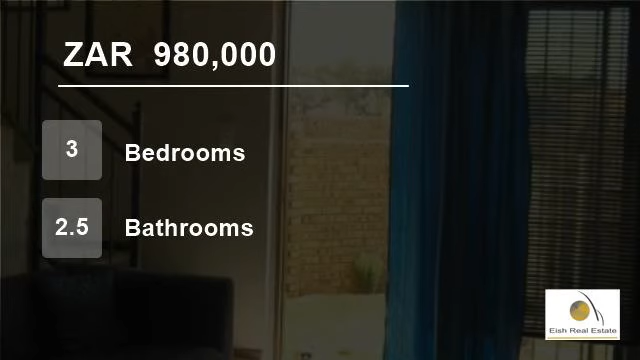 ZAR 980,000
3
Bedrooms
2.5
Bathrooms
Eish Real Estate